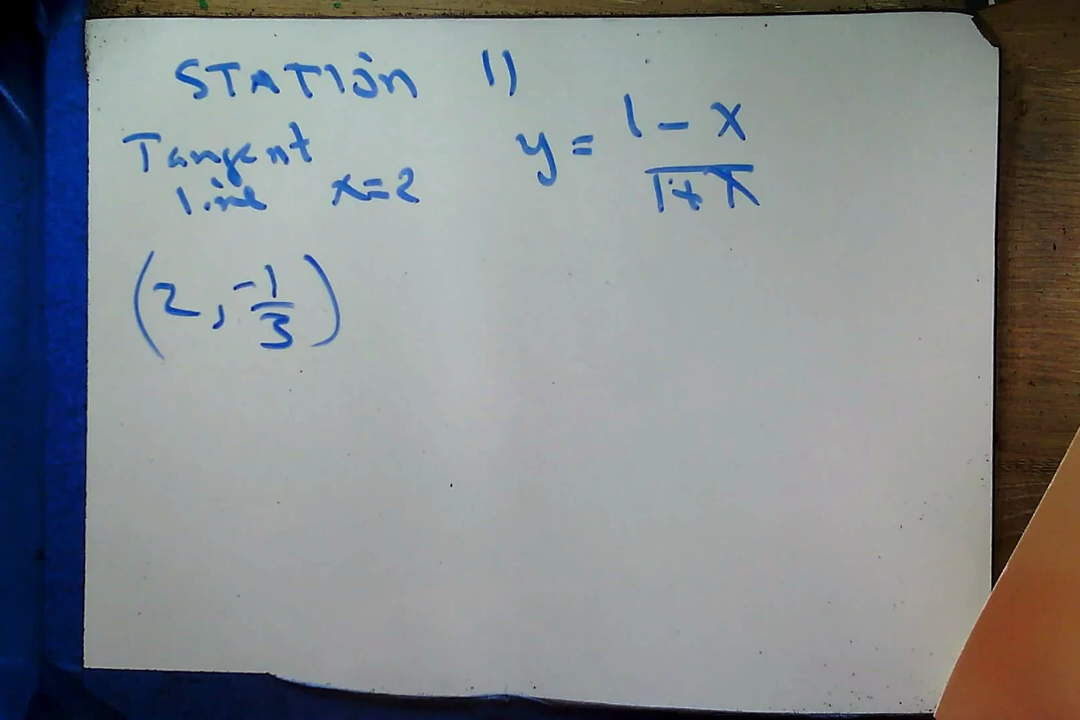 STATION 11
Tangent
line x=2
y = 1 - x / 1 + x
(2, -1/3)